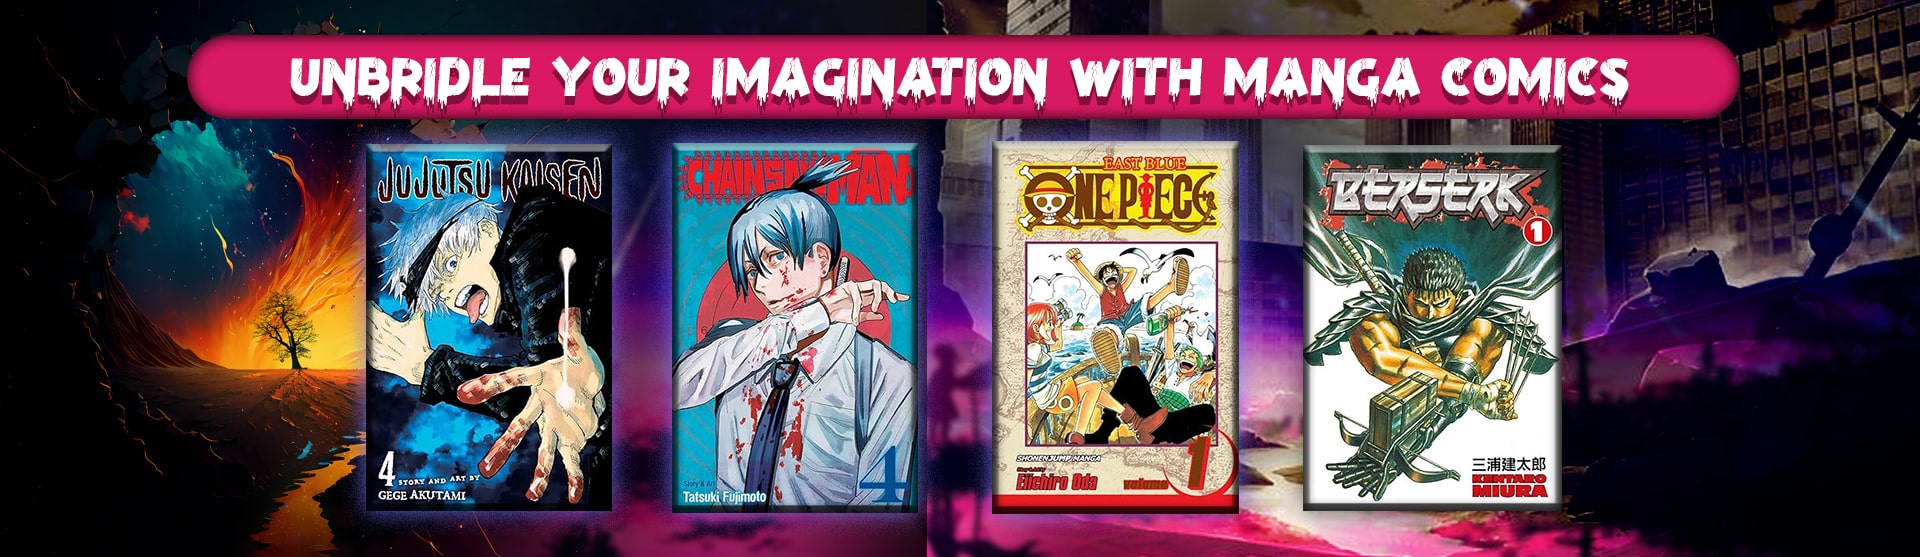 UNBRIDLE YOUR IMAGINATION WITH MANGA COMICS
JUJUTSU KAISEN
4
STORY AND ART BY
GEGE AKUTAMI
CHAINSAW MAN
Story & Art
Tatsuki Fujimoto
4
EAST BLUE
ONE PIECE
SHONEN JUMP MANGA
Eiichiro Oda
volume 1
BERSERK
1
三浦建太郎
KENTARO
MIURA